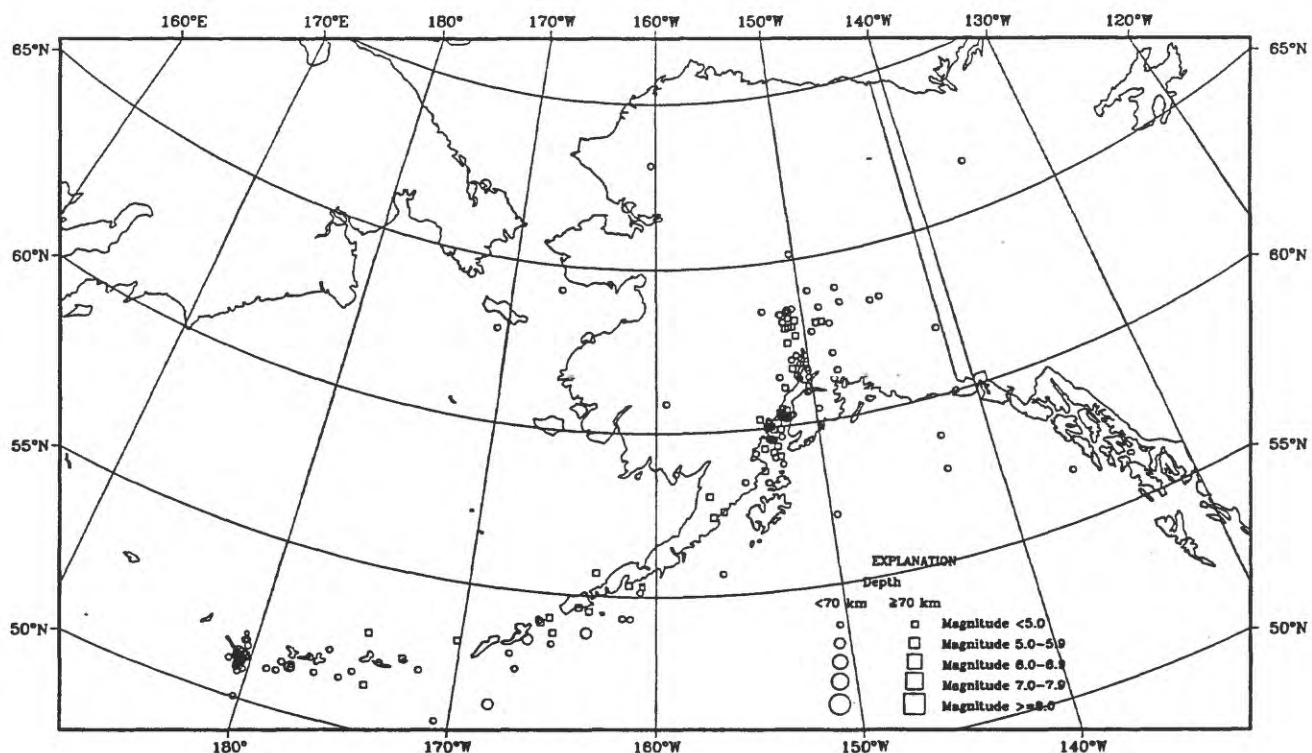 160°E 170°E 180° 170°W 160°W 150°W 140°W 130°W 120°W
65°N 65°N
60°N 60°N
55°N 55°N
50°N 50°N
EXPLANATION
Depth
<70 km ≥70 km
Magnitude <5.0
Magnitude 5.0-5.9
Magnitude 6.0-6.9
Magnitude 7.0-7.9
Magnitude >=8.0
180° 170°W 160°W 150°W 140°W